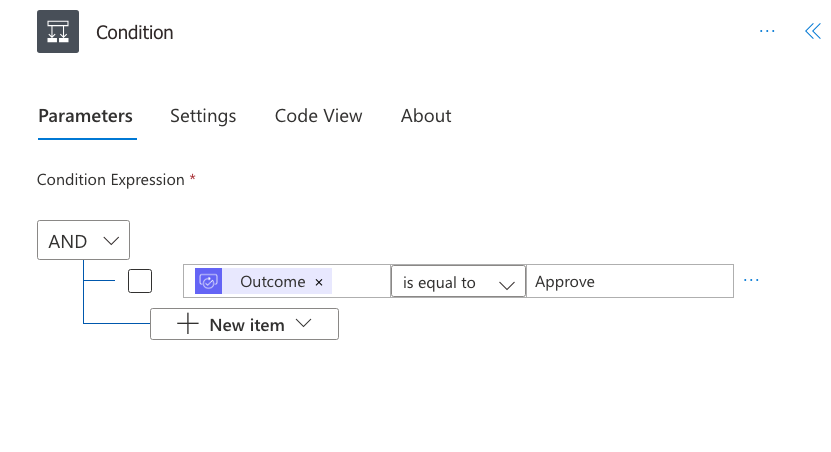 Condition
Parameters Settings Code View About
Condition Expression *
AND
Outcome × is equal to Approve
New item